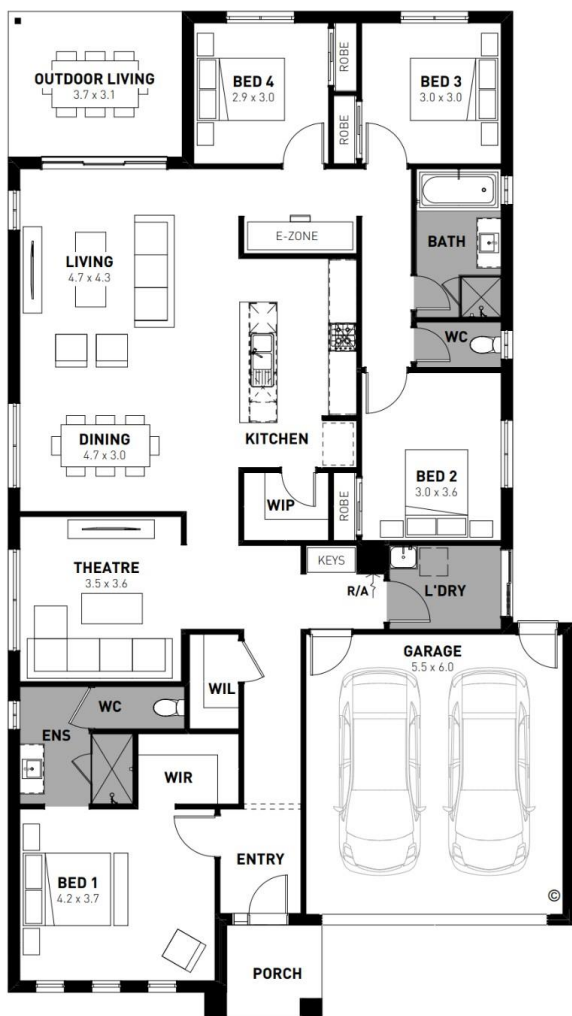 OUTDOOR LIVING
3.7 x 3.1
BED 4
2.9 x 3.0
ROBE
ROBE
BED 3
3.0 x 3.0
LIVING
4.7 x 4.3
E-ZONE
BATH
WC
DINING
4.7 x 3.0
KITCHEN
WIP
ROBE
BED 2
3.0 x 3.6
THEATRE
3.5 x 3.6
KEYS
R/A
L'DRY
GARAGE
5.5 x 6.0
WIL
WC
ENS
WIR
BED 1
4.2 x 3.7
ENTRY
PORCH
©